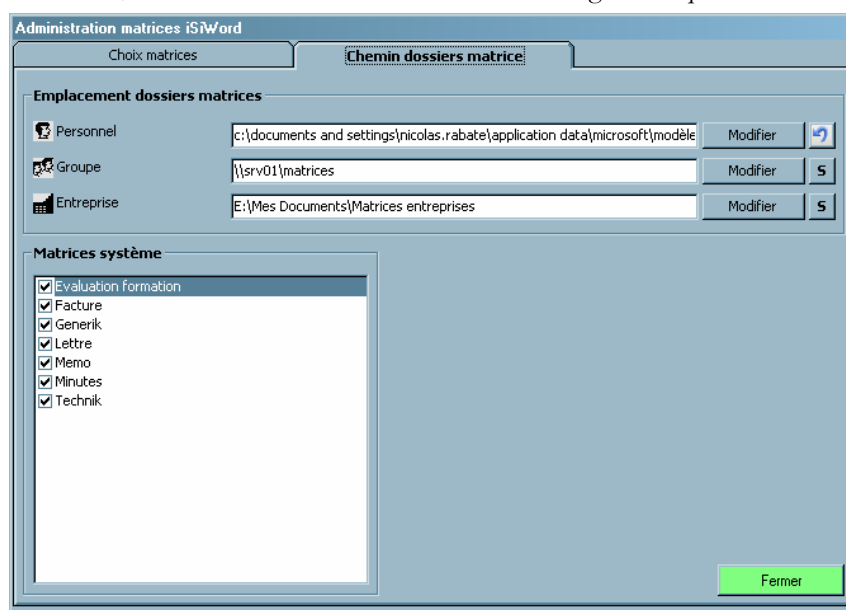 Administration matrices iSiWord
Choix matrices
Chemin dossiers matrice
Emplacement dossiers matrices
Personnel
c:\documents and settings\nicolas.rabate\application data\microsoft\modèle
Modifier
Groupe
\\srv01\matrices
Modifier
S
Entreprise
E:\Mes Documents\Matrices entreprises
Modifier
S
Matrices système
Evaluation formation
Facture
Generik
Lettre
Memo
Minutes
Technik
Fermer